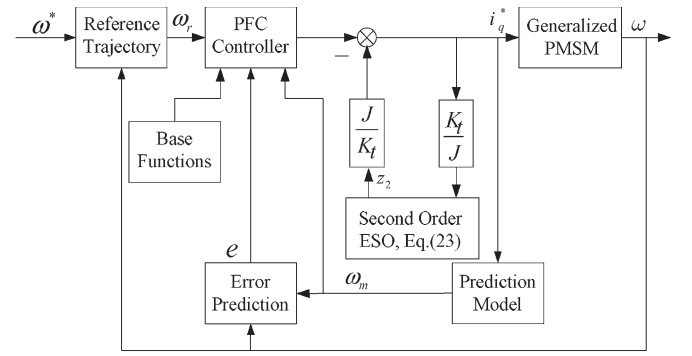 ω*
Reference
Trajectory
ω_r
PFC
Controller
−
i_q^*
Generalized
PMSM
ω
Base
Functions
J
K_t
K_t
J
z_2
Second Order
ESO, Eq.(23)
e
Error
Prediction
ω_m
Prediction
Model